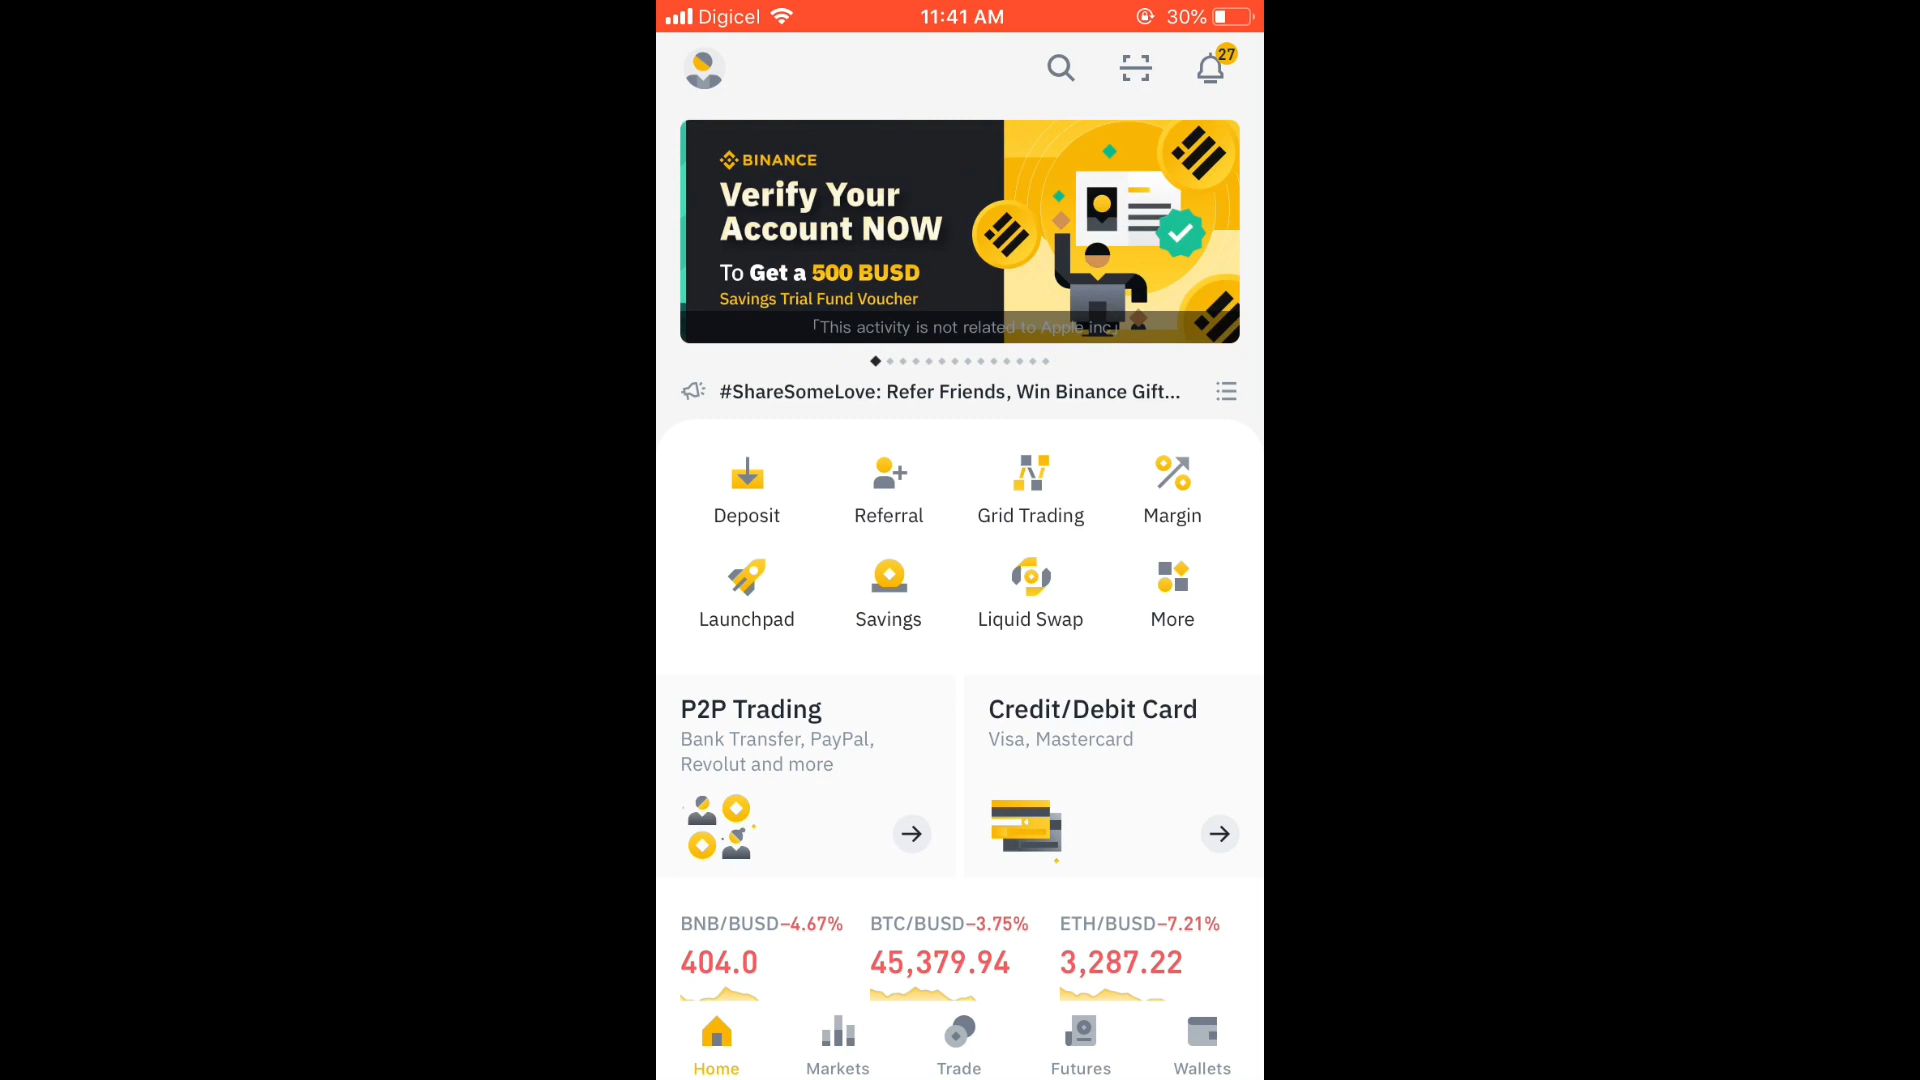 Digicel 11:41 AM 30%
27
BINANCE
Verify Your
Account NOW
To Get a 500 BUSD
Savings Trial Fund Voucher
「This activity is not related to Apple inc」
#ShareSomeLove: Refer Friends, Win Binance Gift...
Deposit Referral Grid Trading Margin
Launchpad Savings Liquid Swap More
P2P Trading
Bank Transfer, PayPal,
Revolut and more
Credit/Debit Card
Visa, Mastercard
BNB/BUSD -4.67% BTC/BUSD -3.75% ETH/BUSD -7.21%
404.0 45,379.94 3,287.22
Home Markets Trade Futures Wallets